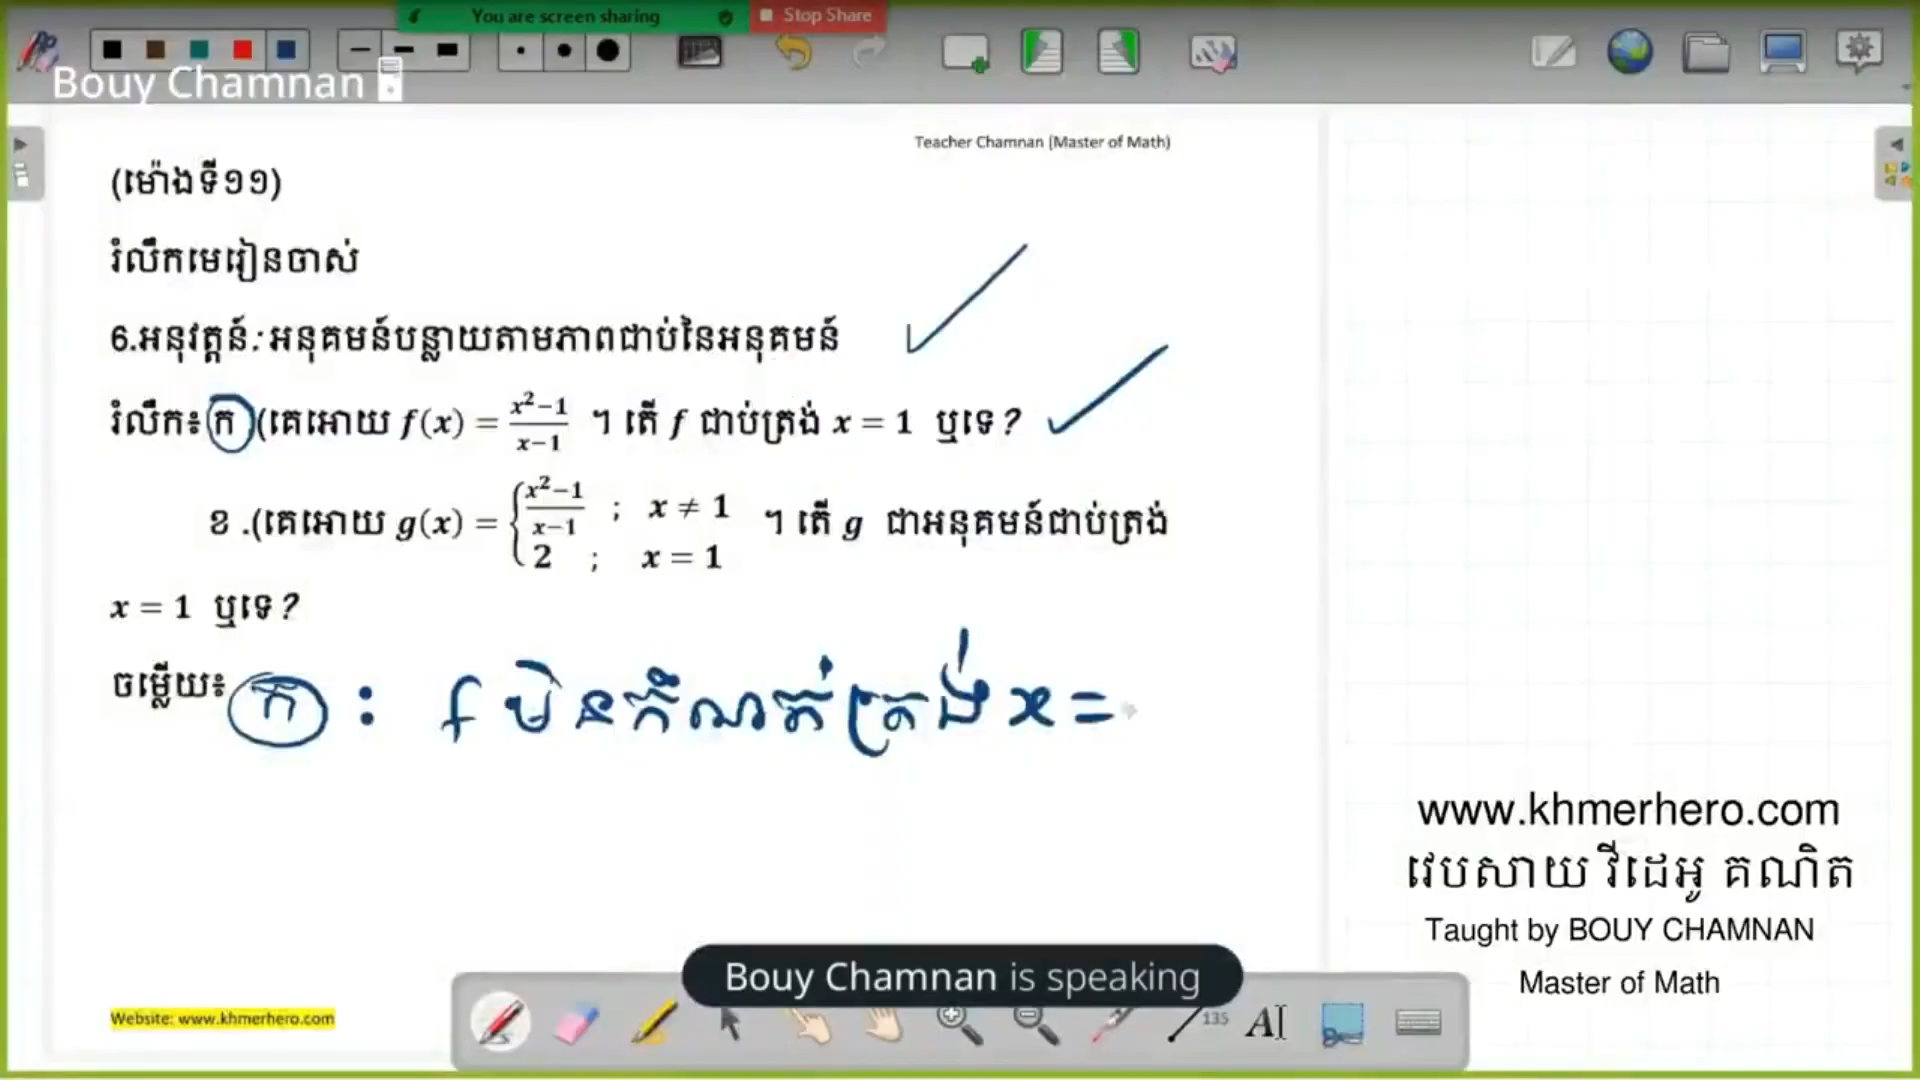 You are screen sharing
Stop Share
Bouy Chamnan
Teacher Chamnan (Master of Math)
(ម៉ោងទី១១)
រំលឹកមេរៀនចាស់
6.អនុវត្តន៍ៈអនុគមន៍បន្លាយតាមភាពជាប់នៃអនុគមន៍
រំលឹក៖ ក (គេអោយ f(x) = x²−1 / x−1 ។ តើ f ជាប់ត្រង់ x = 1 ឬទេ?
ខ .(គេអោយ g(x) = { x²−1 / x−1 ; x ≠ 1
2 ; x = 1 ។ តើ g ជាអនុគមន៍ជាប់ត្រង់
x = 1 ឬទេ?
ចម្លើយ៖ ក : f មិនកំណត់ត្រង់ x =
www.khmerhero.com
វេបសាយ វីដេអូ គណិត
Taught by BOUY CHAMNAN
Master of Math
Bouy Chamnan is speaking
Website: www.khmerhero.com
135
AI